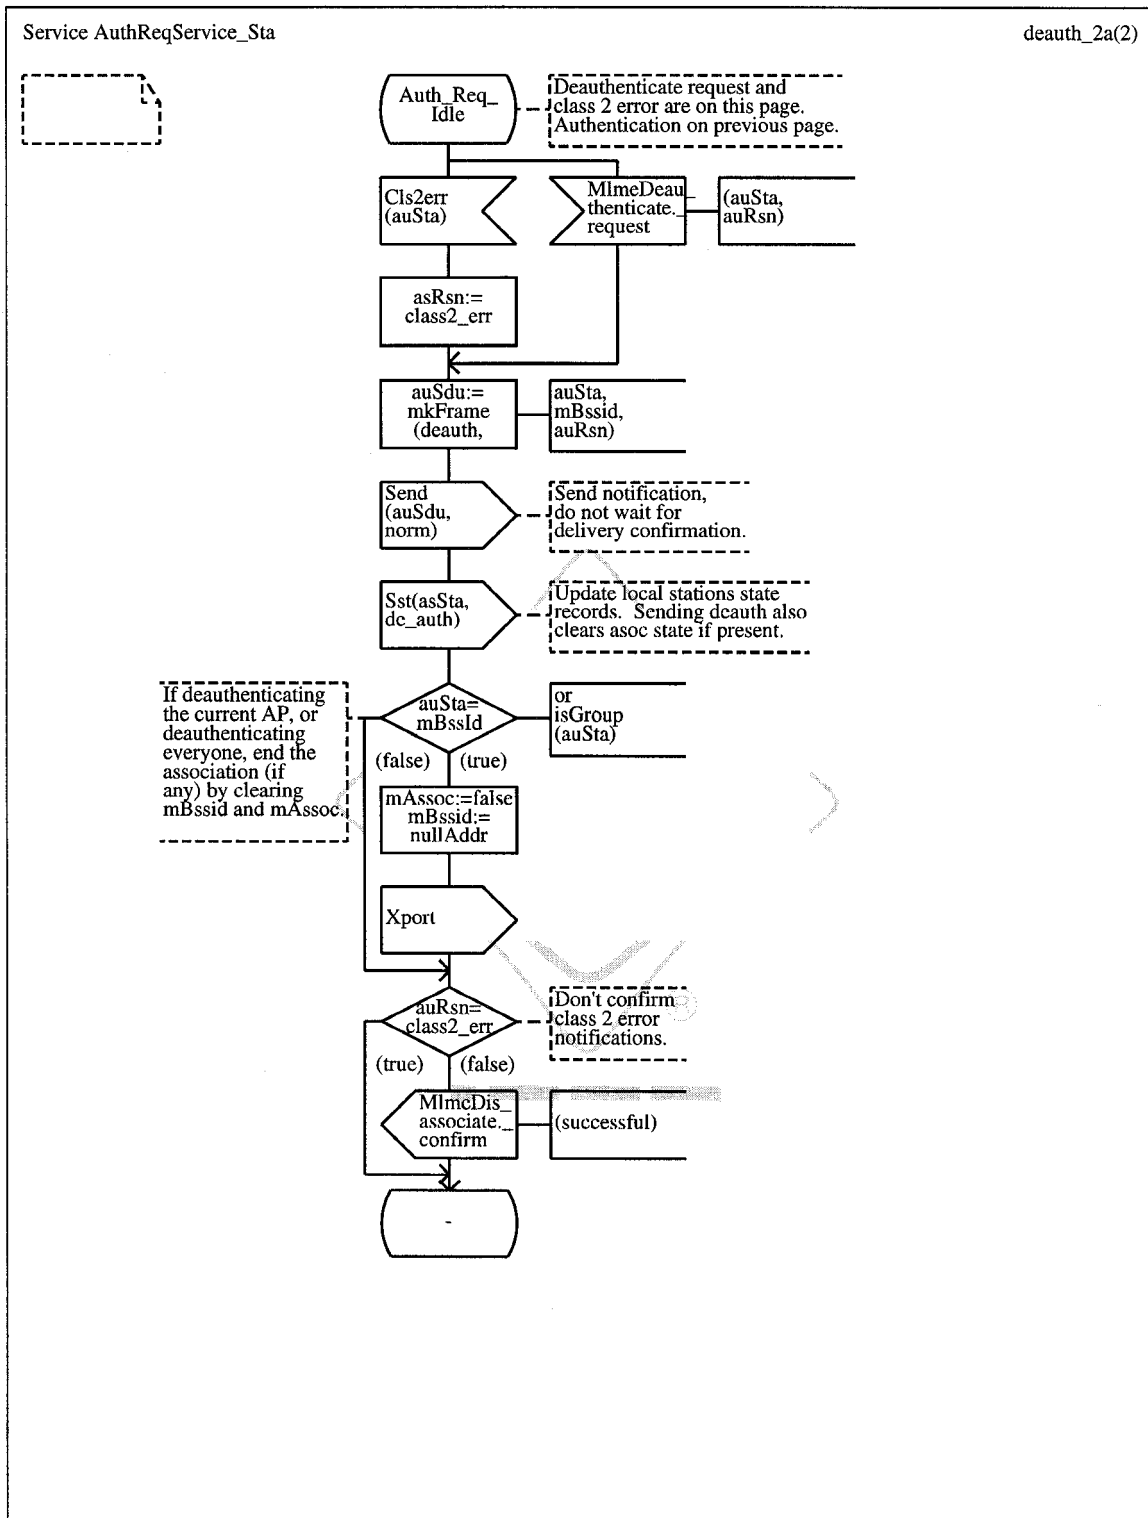 Service AuthReqService_Sta
deauth_2a(2)
Auth_Req_
Idle
Deauthenticate request and
class 2 error are on this page.
Authentication on previous page.
Cls2err
(auSta)
MlmeDeau_
thenticate._
request
(auSta,
auRsn)
asRsn:=
class2_err
auSdu:=
mkFrame
(deauth,
auSta,
mBssid,
auRsn)
Send
(auSdu,
norm)
Send notification,
do not wait for
delivery confirmation.
Sst(asSta,
de_auth)
Update local stations state
records.  Sending deauth also
clears asoc state if present.
If deauthenticating
the current AP, or
deauthenticating
everyone, end the
association (if
any) by clearing
mBssid and mAssoc.
auSta=
mBssId
or
isGroup
(auSta)
(false)
(true)
mAssoc:=false
mBssid:=
nullAddr
Xport
auRsn=
class2_err
Don't confirm
class 2 error
notifications.
(true)
(false)
MlmeDis_
associate._
confirm
(successful)
-
®